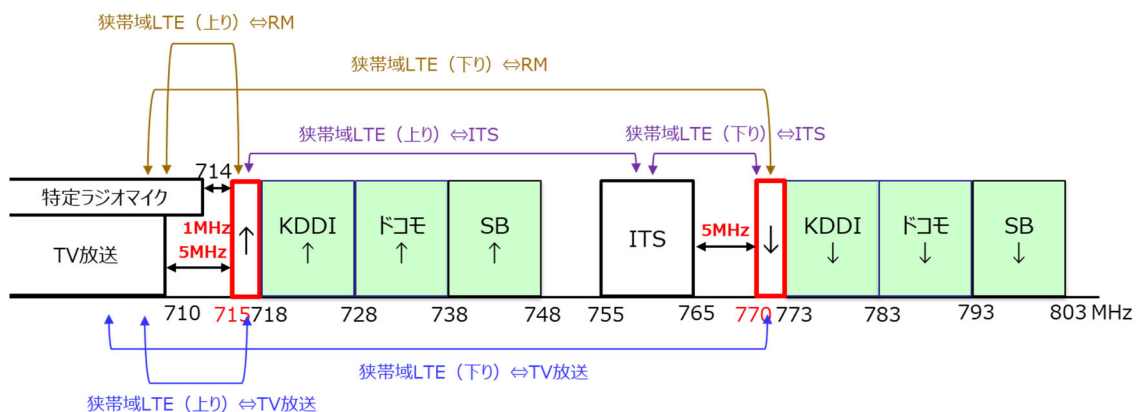 狭帯域LTE（上り）⇔RM
狭帯域LTE（下り）⇔RM
狭帯域LTE（上り）⇔ITS
狭帯域LTE（下り）⇔ITS
714
特定ラジオマイク
1MHz
5MHz
TV放送
↑
KDDI
↑
ドコモ
↑
SB
↑
ITS
5MHz
↓
KDDI
↓
ドコモ
↓
SB
↓
710 715 718 728 738 748 755 765 770 773 783 793 803 MHz
狭帯域LTE（下り）⇔TV放送
狭帯域LTE（上り）⇔TV放送